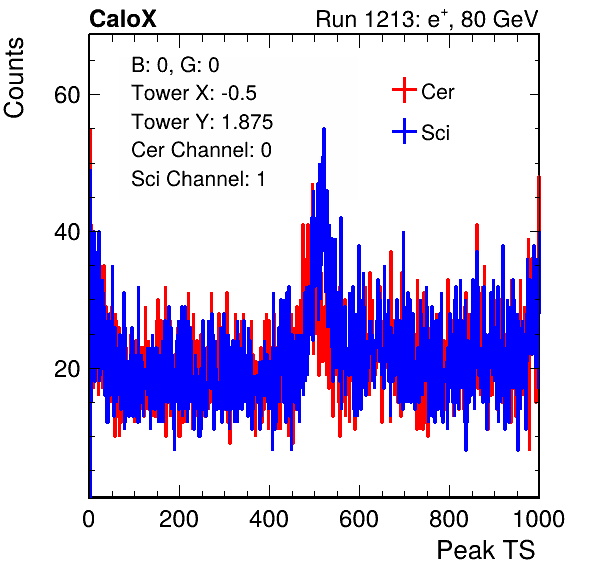 CaloX
Run 1213: e+, 80 GeV
Counts
B: 0, G: 0
Tower X: -0.5
Tower Y: 1.875
Cer Channel: 0
Sci Channel: 1
Cer
Sci
60
40
20
0 200 400 600 800 1000
Peak TS